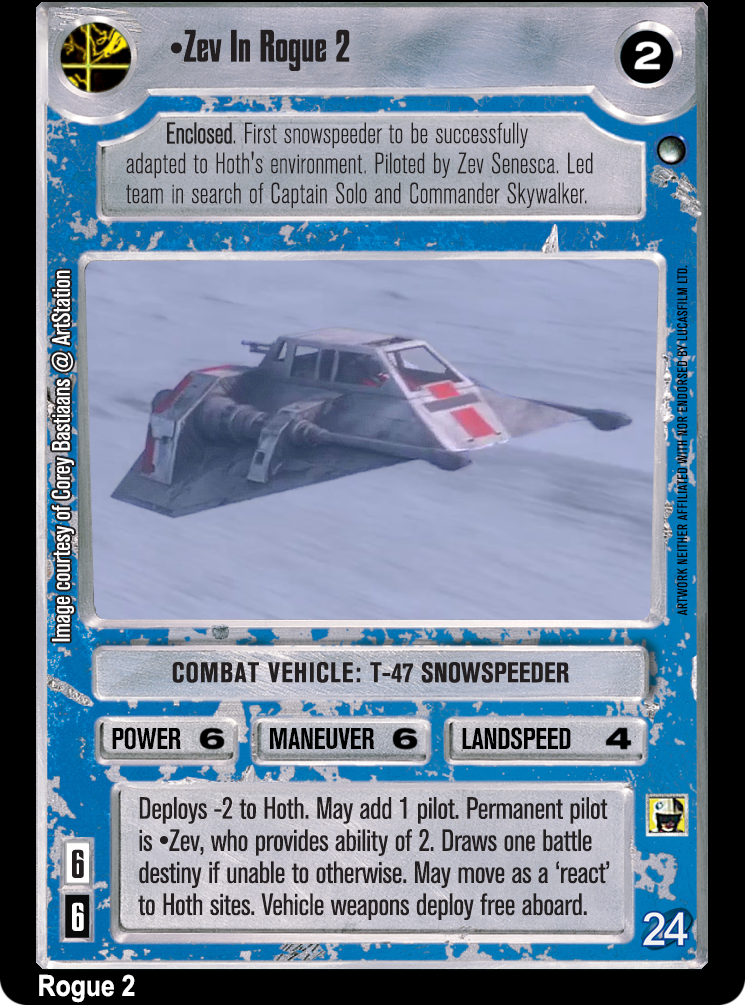 •Zev In Rogue 2
2
Enclosed. First snowspeeder to be successfully
adapted to Hoth's environment. Piloted by Zev Senesca. Led
team in search of Captain Solo and Commander Skywalker.
Image courtesy of Corey Bastiaans @ ArtStation
ARTWORK NEITHER AFFILIATED WITH NOR ENDORSED BY LUCASFILM LTD.
COMBAT VEHICLE: T-47 SNOWSPEEDER
POWER 6 MANEUVER 6 LANDSPEED 4
Deploys -2 to Hoth. May add 1 pilot. Permanent pilot
is •Zev, who provides ability of 2. Draws one battle
destiny if unable to otherwise. May move as a ‘react’
to Hoth sites. Vehicle weapons deploy free aboard.
6
6
24
Rogue 2